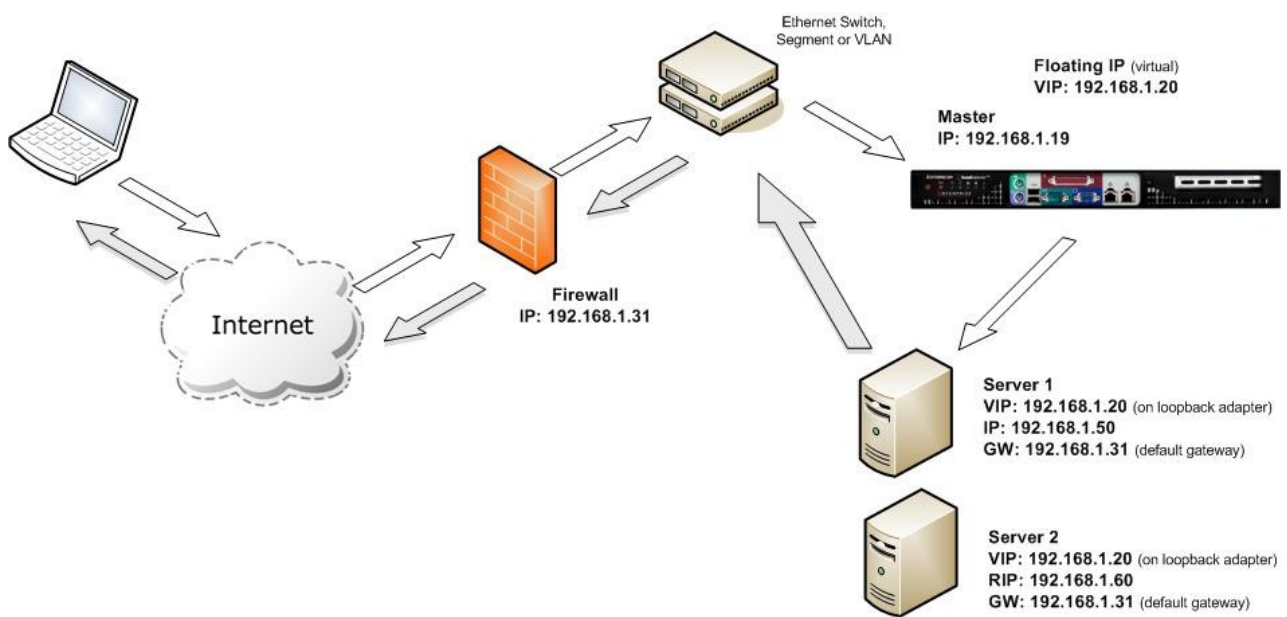 Ethernet Switch,
Segment or VLAN
Floating IP (virtual)
VIP: 192.168.1.20
Master
IP: 192.168.1.19
Firewall
IP: 192.168.1.31
Internet
Server 1
VIP: 192.168.1.20 (on loopback adapter)
IP: 192.168.1.50
GW: 192.168.1.31 (default gateway)
Server 2
VIP: 192.168.1.20 (on loopback adapter)
RIP: 192.168.1.60
GW: 192.168.1.31 (default gateway)